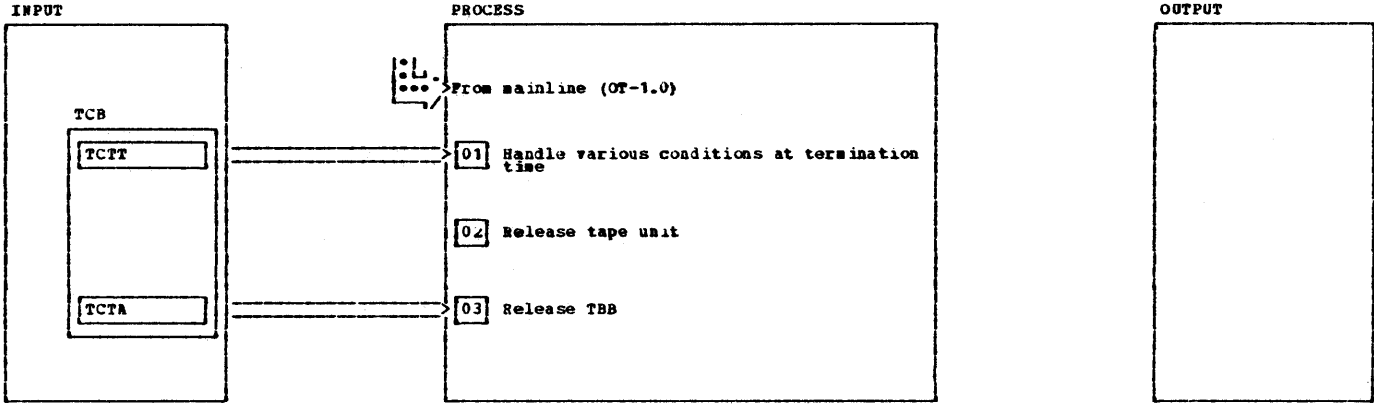 INPUT
PROCESS
OUTPUT
From mainline (OT-1.0)
TCB
TCTT
01 Handle various conditions at termination
time
02 Release tape unit
TCTA
03 Release TBB